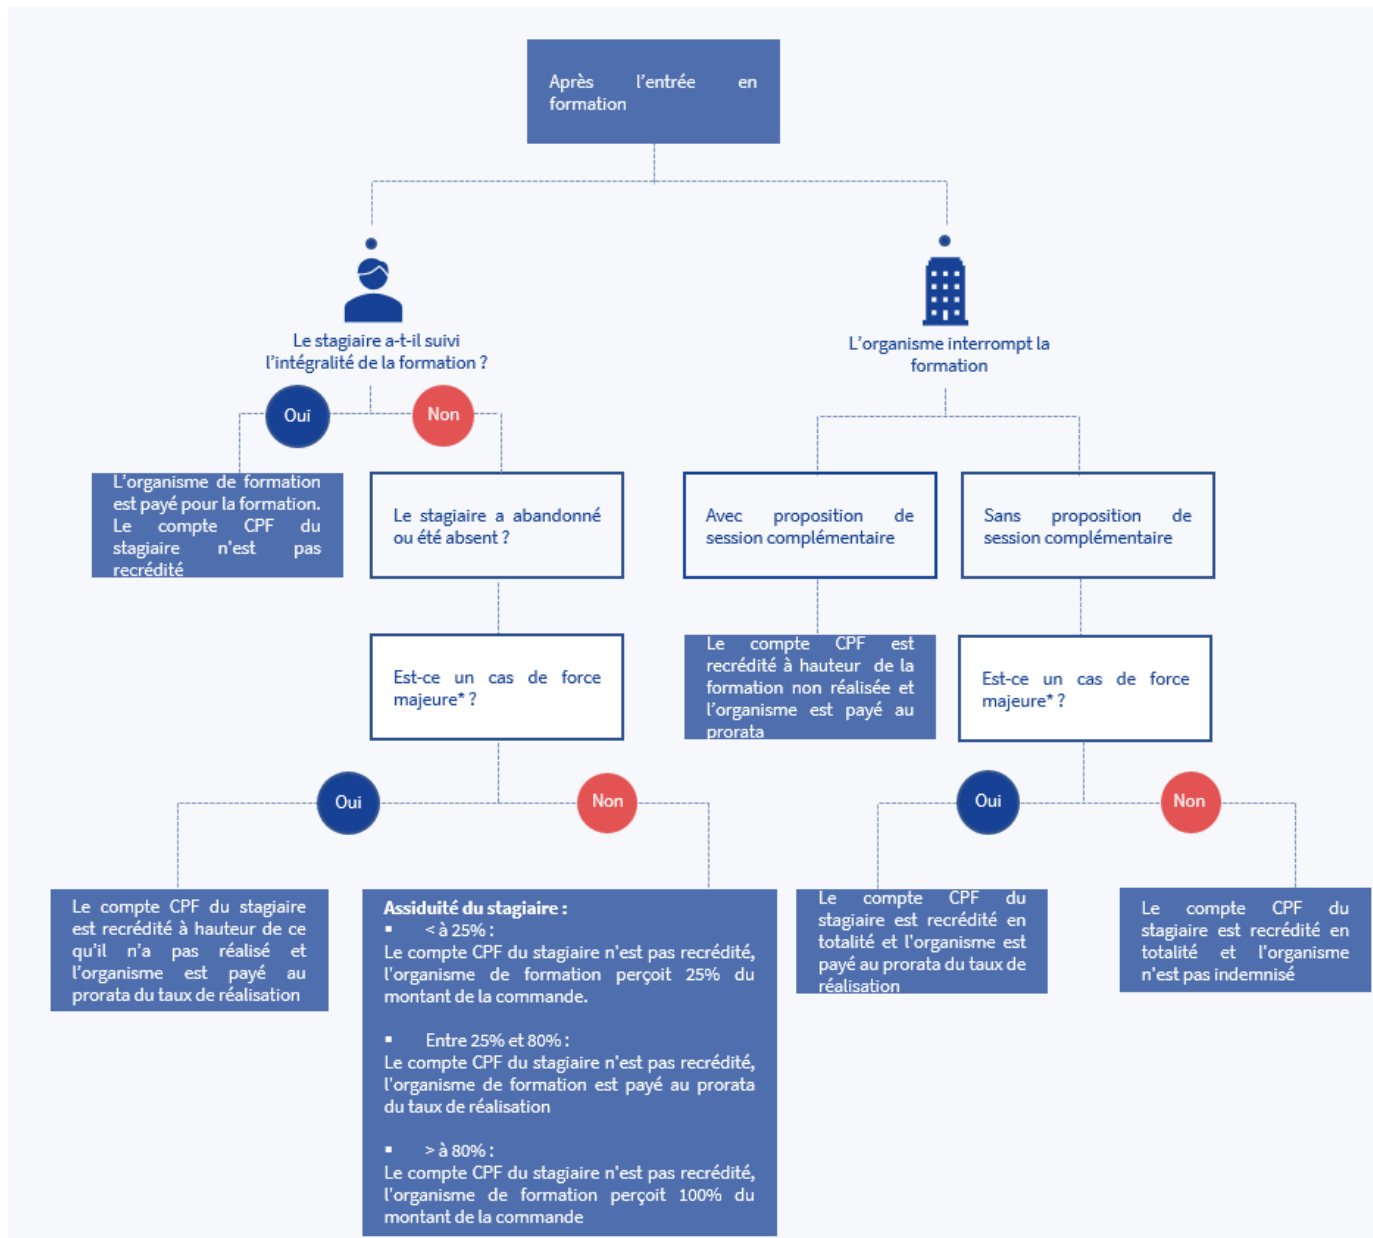 Après l'entrée en
formation
Le stagiaire a-t-il suivi
l'intégralité de la formation ?
L'organisme interrompt la
formation
Oui
Non
L'organisme de formation
est payé pour la formation.
Le compte CPF du
stagiaire n'est pas
recrédité
Le stagiaire a abandonné
ou été absent ?
Avec proposition de
session complémentaire
Sans proposition de
session complémentaire
Est-ce un cas de force
majeure* ?
Le compte CPF est
recrédité à hauteur de la
formation non réalisée et
l'organisme est payé au
prorata
Est-ce un cas de force
majeure* ?
Oui
Non
Oui
Non
Le compte CPF du stagiaire
est recrédité à hauteur de ce
qu'il n'a pas réalisé et
l'organisme est payé au
prorata du taux de réalisation
Assiduité du stagiaire :
▪ < à 25% :
Le compte CPF du stagiaire n'est pas recrédité,
l'organisme de formation perçoit 25% du
montant de la commande.
▪ Entre 25% et 80% :
Le compte CPF du stagiaire n'est pas recrédité,
l'organisme de formation est payé au prorata
du taux de réalisation
▪ > à 80% :
Le compte CPF du stagiaire n'est pas recrédité,
l'organisme de formation perçoit 100% du
montant de la commande
Le compte CPF du
stagiaire est recrédité en
totalité et l'organisme est
payé au prorata du taux de
réalisation
Le compte CPF du
stagiaire est recrédité en
totalité et l'organisme
n'est pas indemnisé